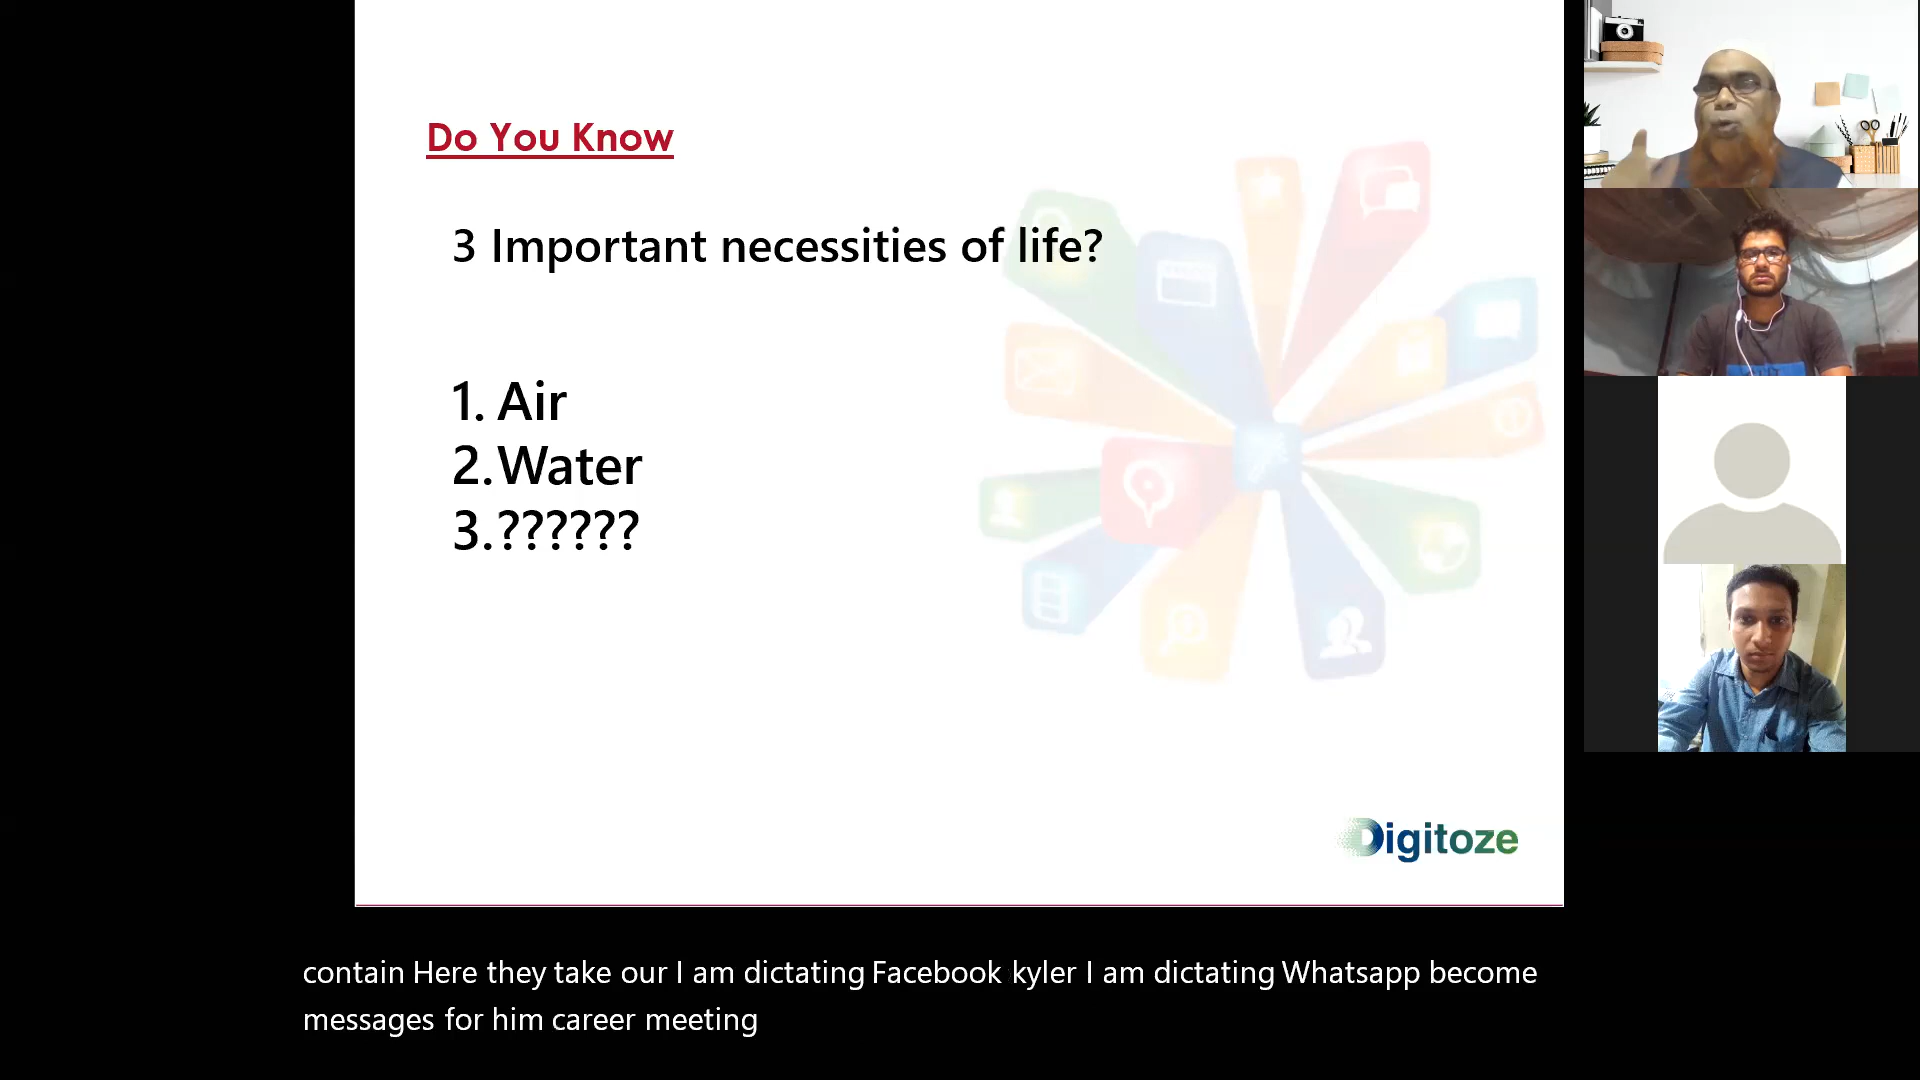 Do You Know
3 Important necessities of life?
1. Air
2. Water
3. ??????
Digitoze
contain Here they take our I am dictating Facebook kyler I am dictating Whatsapp become
messages for him career meeting